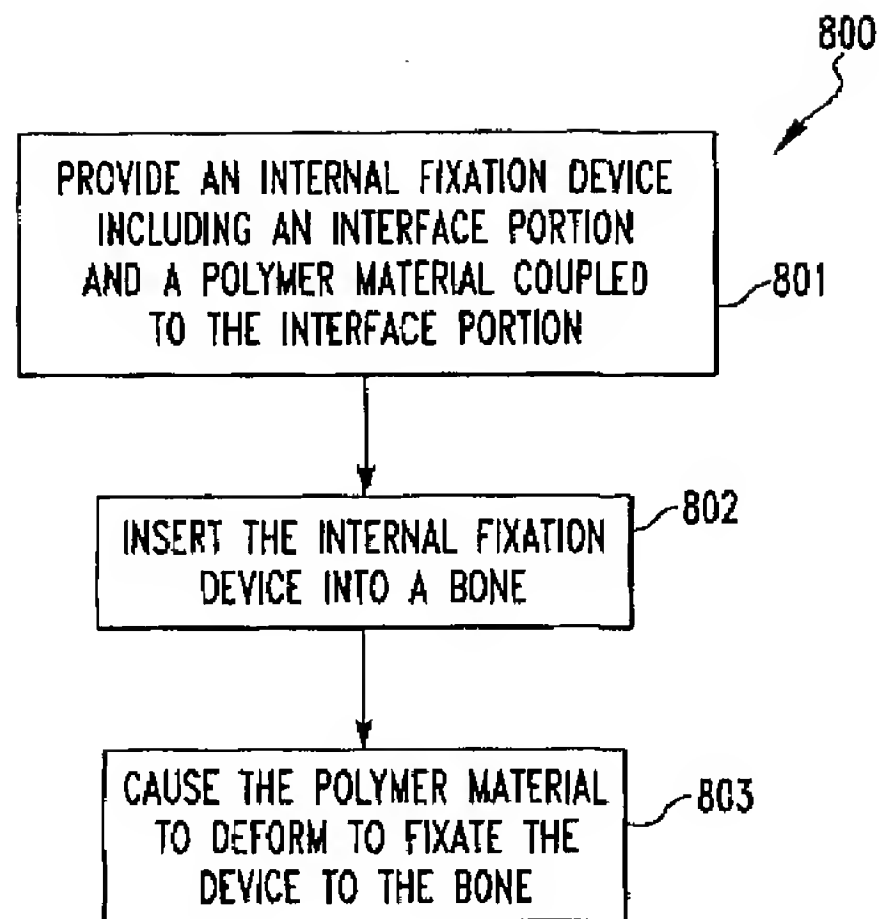 800
PROVIDE AN INTERNAL FIXATION DEVICE
INCLUDING AN INTERFACE PORTION
AND A POLYMER MATERIAL COUPLED
TO THE INTERFACE PORTION
801
INSERT THE INTERNAL FIXATION
DEVICE INTO A BONE
802
CAUSE THE POLYMER MATERIAL
TO DEFORM TO FIXATE THE
DEVICE TO THE BONE
803